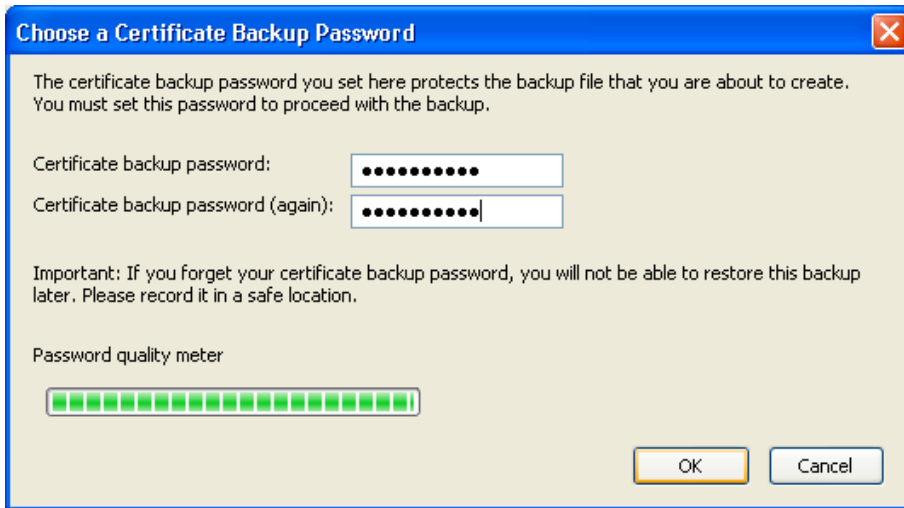 Choose a Certificate Backup Password
The certificate backup password you set here protects the backup file that you are about to create.
You must set this password to proceed with the backup.
Certificate backup password:
●●●●●●●●●●
Certificate backup password (again):
●●●●●●●●●●
Important: If you forget your certificate backup password, you will not be able to restore this backup
later. Please record it in a safe location.
Password quality meter
OK
Cancel